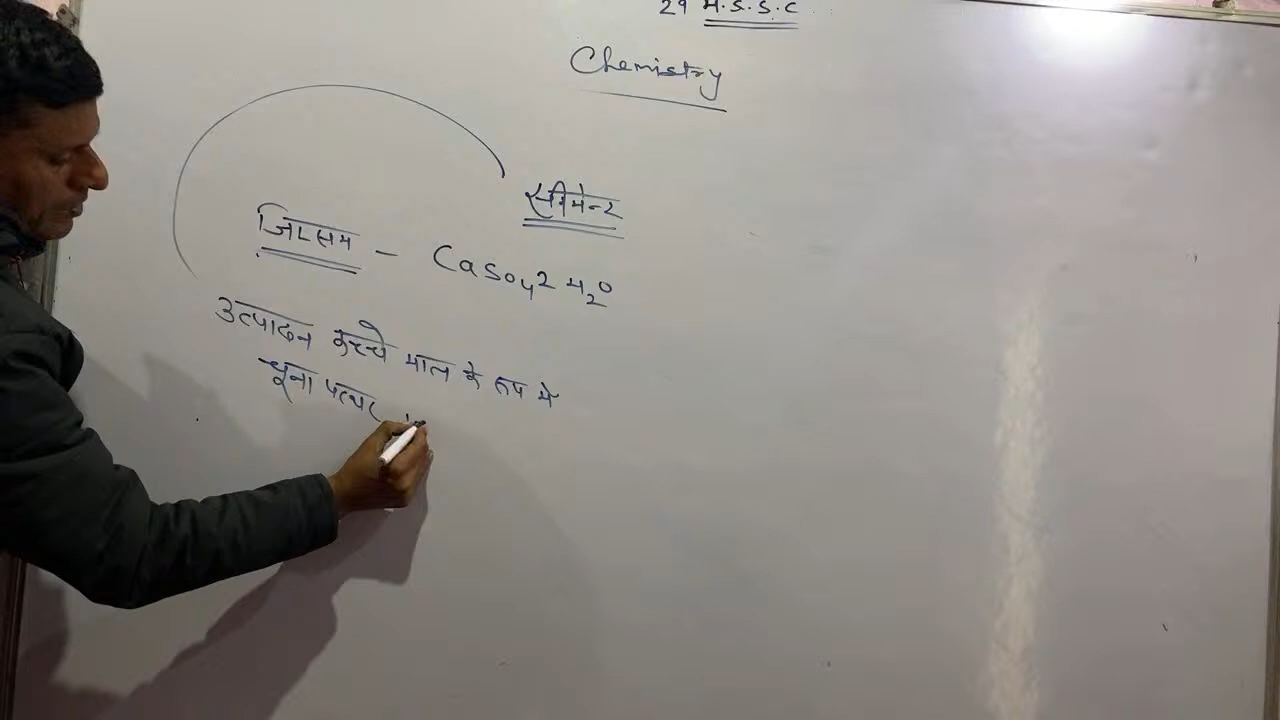 29 M.S.S.C
Chemistry
सीमेन्ट
जिप्सम - CaSO4 2H2O
उत्पादन कच्चे माल के रूप मे
चूना पत्थर